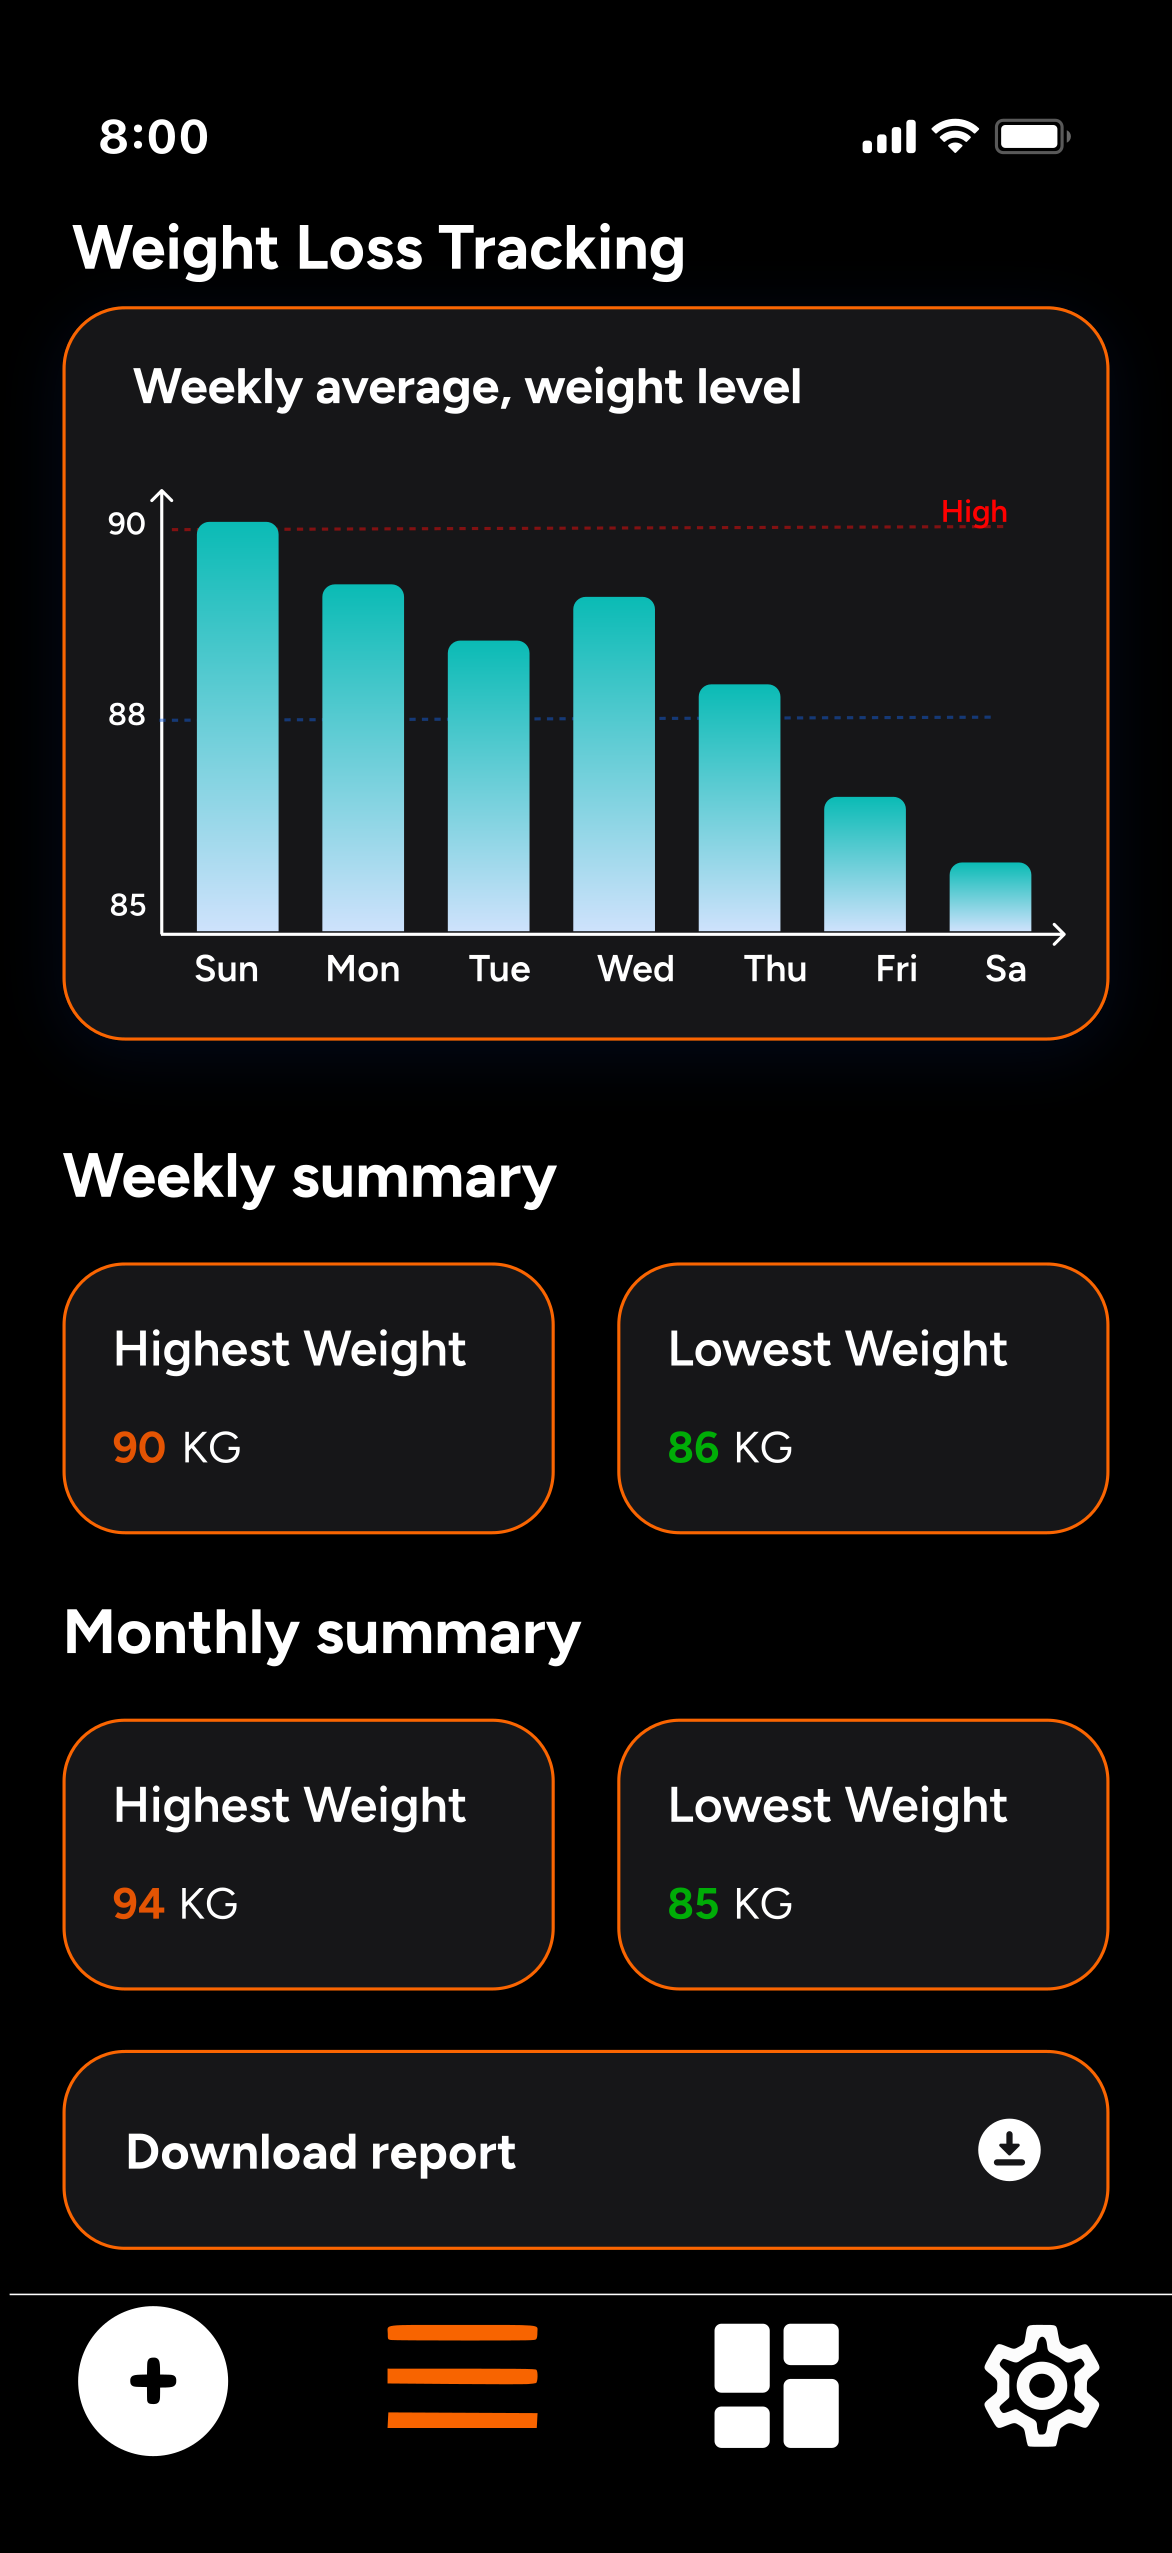 8:00
Weight Loss Tracking
Weekly average, weight level
High
90
88
85
Sun Mon Tue Wed Thu Fri Sa
Weekly summary
Highest Weight
90 KG
Lowest Weight
86 KG
Monthly summary
Highest Weight
94 KG
Lowest Weight
85 KG
Download report